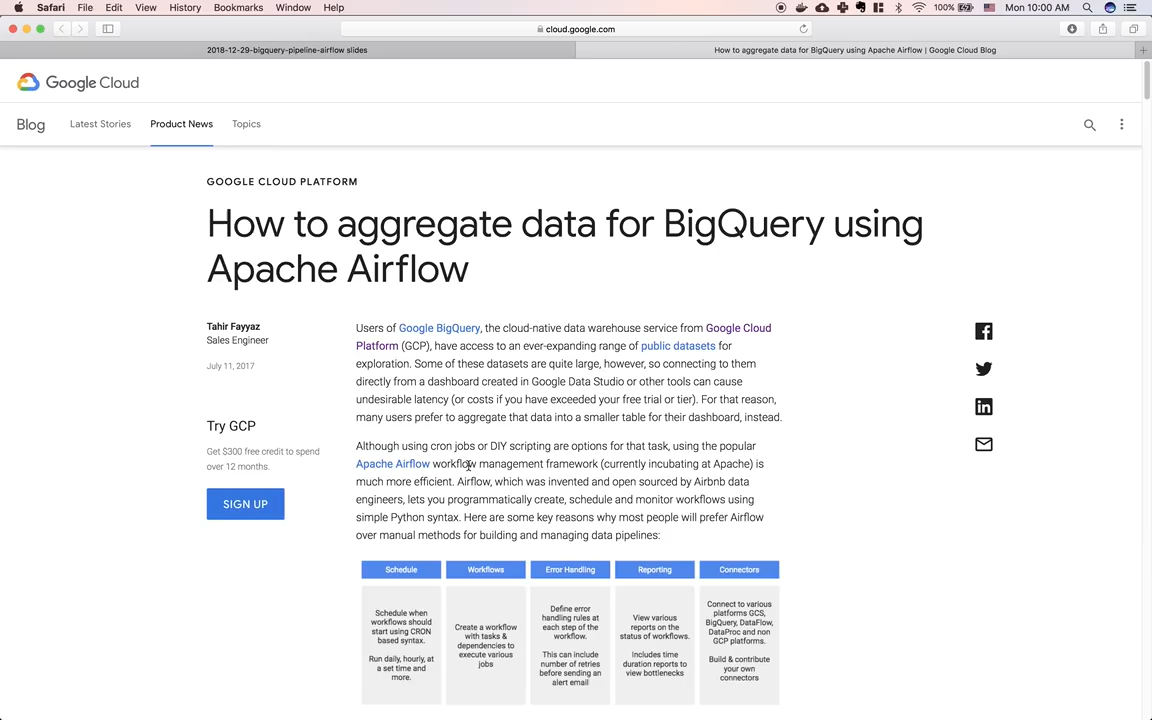 Safari File Edit View History Bookmarks Window Help 100% Mon 10:00 AM
cloud.google.com
2018-12-29-bigquery-pipeline-airflow slides
How to aggregate data for BigQuery using Apache Airflow | Google Cloud Blog
Google Cloud
Blog Latest Stories Product News Topics
GOOGLE CLOUD PLATFORM
How to aggregate data for BigQuery using
Apache Airflow
Tahir Fayyaz
Sales Engineer
July 11, 2017
Try GCP
Get $300 free credit to spend
over 12 months.
SIGN UP
Users of Google BigQuery, the cloud-native data warehouse service from Google Cloud
Platform (GCP), have access to an ever-expanding range of public datasets for
exploration. Some of these datasets are quite large, however, so connecting to them
directly from a dashboard created in Google Data Studio or other tools can cause
undesirable latency (or costs if you have exceeded your free trial or tier). For that reason,
many users prefer to aggregate that data into a smaller table for their dashboard, instead.
Although using cron jobs or DIY scripting are options for that task, using the popular
Apache Airflow workflow management framework (currently incubating at Apache) is
much more efficient. Airflow, which was invented and open sourced by Airbnb data
engineers, lets you programmatically create, schedule and monitor workflows using
simple Python syntax. Here are some key reasons why most people will prefer Airflow
over manual methods for building and managing data pipelines:
Schedule
Schedule when
workflows should
start using CRON
based syntax.
Run daily, hourly, at
a set time and
more.
Workflows
Create a workflow
with tasks &
dependencies to
execute various
jobs
Error Handling
Define error
handling rules at
each step of the
workflow.
This can include
number of retries
before sending an
alert email
Reporting
View various
reports on the
status of workflows.
Includes time
duration reports to
view bottlenecks
Connectors
Connect to various
platforms GCS,
BigQuery, DataFlow,
DataProc and non
GCP platforms.
Build & contribute
your own
connectors